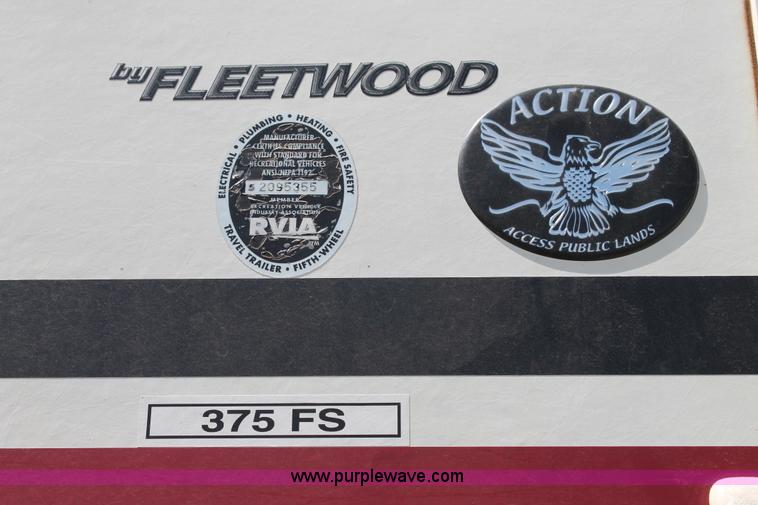 by FLEETWOOD
ELECTRICAL • PLUMBING • HEATING • FIRE SAFETY
MANUFACTURER
CERTIFIES COMPLIANCE
WITH STANDARD FOR
RECREATIONAL VEHICLES
ANSI/NFPA 1192
S 2095355
MEMBER
RECREATION VEHICLE
INDUSTRY ASSOCIATION
RVIA
TM
TRAVEL TRAILER • FIFTH-WHEEL
ACTION
ACCESS PUBLIC LANDS
375 FS
www.purplewave.com